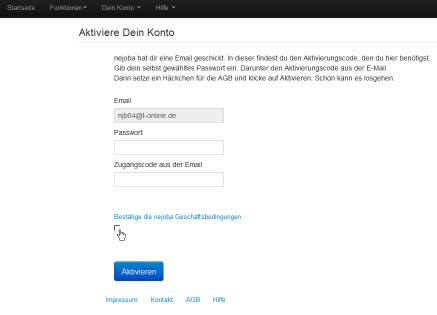 Startseite Funktionen Dein Konto Hilfe
Aktiviere Dein Konto
nejoba hat dir eine Email geschickt. In dieser findest du den Aktivierungscode, den du hier benötigst.
Gib dein selbst gewähltes Passwort ein. Darunter den Aktivierungscode aus der E-Mail.
Dann setze ein Häckchen für die AGB und klicke auf Aktivieren. Schon kann es losgehen.
Email
njb04@t-online.de
Passwort
Zugangscode aus der Email
Bestätige die nejoba Geschäftsbedingungen.
Aktivieren
Impressum Kontakt AGB Hilfe